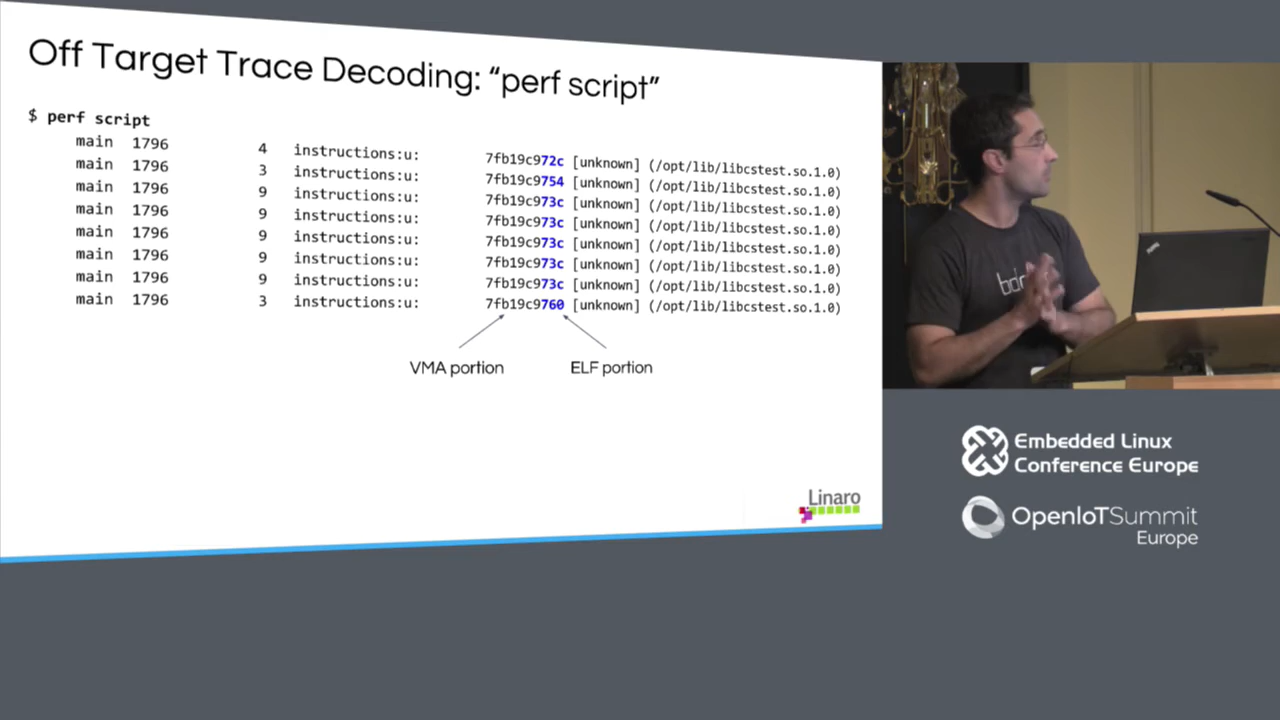 Off Target Trace Decoding: “perf script”
$ perf script
main 1796 4 instructions:u: 7fb19c972c [unknown] (/opt/lib/libcstest.so.1.0)
main 1796 3 instructions:u: 7fb19c9754 [unknown] (/opt/lib/libcstest.so.1.0)
main 1796 9 instructions:u: 7fb19c973c [unknown] (/opt/lib/libcstest.so.1.0)
main 1796 9 instructions:u: 7fb19c973c [unknown] (/opt/lib/libcstest.so.1.0)
main 1796 9 instructions:u: 7fb19c973c [unknown] (/opt/lib/libcstest.so.1.0)
main 1796 9 instructions:u: 7fb19c973c [unknown] (/opt/lib/libcstest.so.1.0)
main 1796 9 instructions:u: 7fb19c973c [unknown] (/opt/lib/libcstest.so.1.0)
main 1796 3 instructions:u: 7fb19c9760 [unknown] (/opt/lib/libcstest.so.1.0)
VMA portion ELF portion
Linaro
Embedded Linux
Conference Europe
OpenIoTSummit
Europe